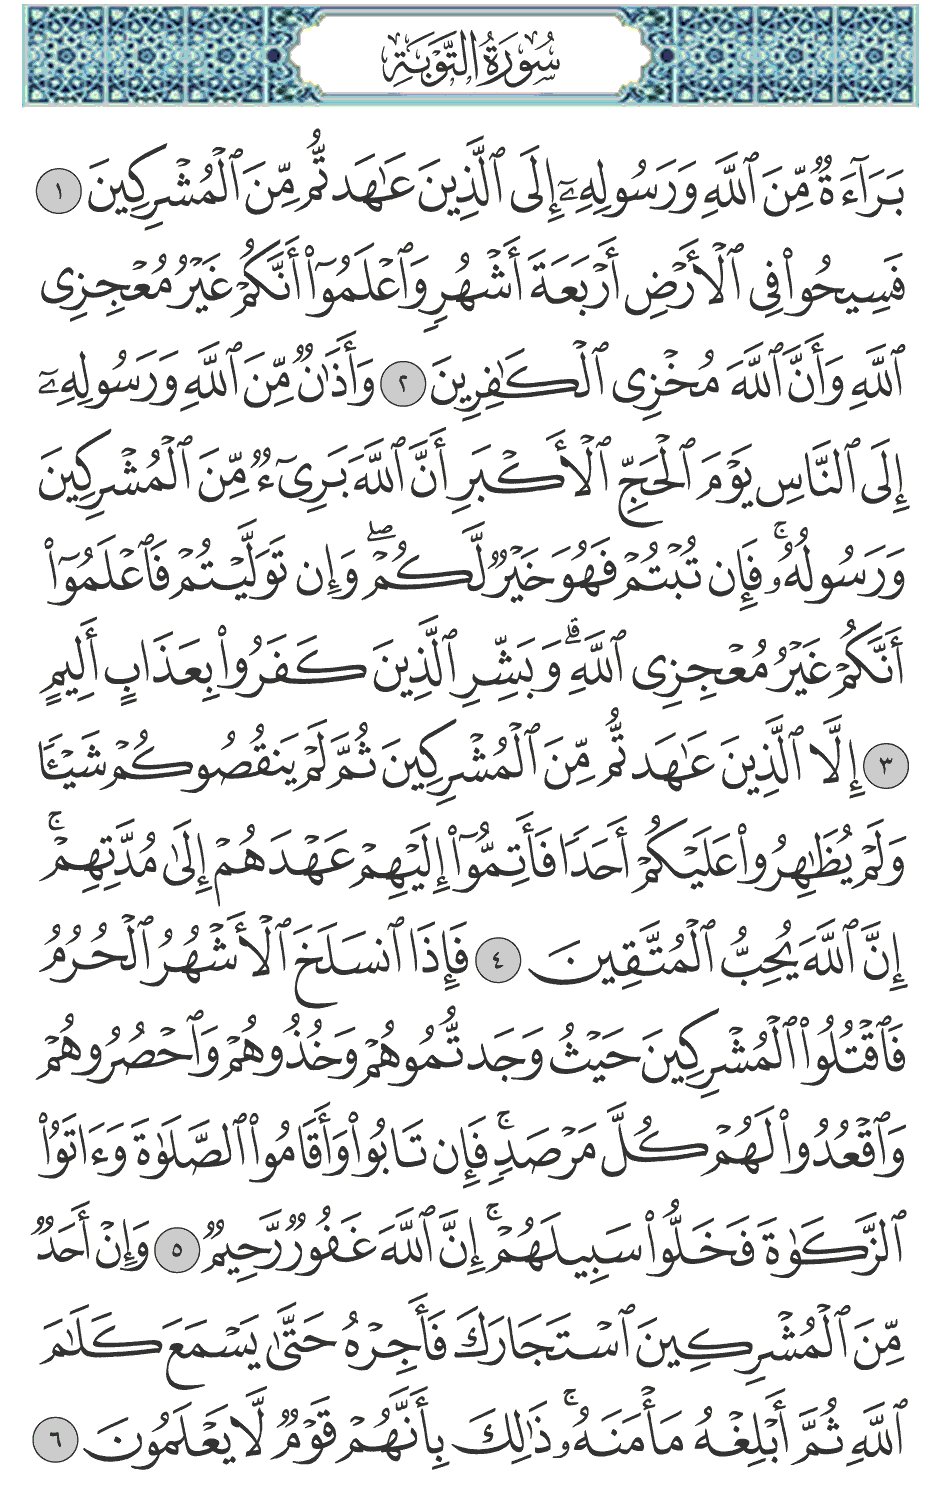 سُورَةُ التَّوْبَةِ
بَرَآءَةٌ مِّنَ ٱللَّهِ وَرَسُولِهِۦٓ إِلَى ٱلَّذِينَ عَـٰهَدتُّم مِّنَ ٱلْمُشْرِكِينَ ١
فَسِيحُوا۟ فِى ٱلْأَرْضِ أَرْبَعَةَ أَشْهُرٍ وَٱعْلَمُوٓا۟ أَنَّكُمْ غَيْرُ مُعْجِزِى
ٱللَّهِ وَأَنَّ ٱللَّهَ مُخْزِى ٱلْكَـٰفِرِينَ ٢ وَأَذَٰنٌ مِّنَ ٱللَّهِ وَرَسُولِهِۦٓ
إِلَى ٱلنَّاسِ يَوْمَ ٱلْحَجِّ ٱلْأَكْبَرِ أَنَّ ٱللَّهَ بَرِىٓءٌ مِّنَ ٱلْمُشْرِكِينَ
وَرَسُولُهُۥ ۚ فَإِن تُبْتُمْ فَهُوَ خَيْرٌ لَّكُمْ ۖ وَإِن تَوَلَّيْتُمْ فَٱعْلَمُوٓا۟
أَنَّكُمْ غَيْرُ مُعْجِزِى ٱللَّهِ ۗ وَبَشِّرِ ٱلَّذِينَ كَفَرُوا۟ بِعَذَابٍ أَلِيمٍ
٣ إِلَّا ٱلَّذِينَ عَـٰهَدتُّم مِّنَ ٱلْمُشْرِكِينَ ثُمَّ لَمْ يَنقُصُوكُمْ شَيْـًٔا
وَلَمْ يُظَـٰهِرُوا۟ عَلَيْكُمْ أَحَدًا فَأَتِمُّوٓا۟ إِلَيْهِمْ عَهْدَهُمْ إِلَىٰ مُدَّتِهِمْ ۚ
إِنَّ ٱللَّهَ يُحِبُّ ٱلْمُتَّقِينَ ٤ فَإِذَا ٱنسَلَخَ ٱلْأَشْهُرُ ٱلْحُرُمُ
فَٱقْتُلُوا۟ ٱلْمُشْرِكِينَ حَيْثُ وَجَدتُّمُوهُمْ وَخُذُوهُمْ وَٱحْصُرُوهُمْ
وَٱقْعُدُوا۟ لَهُمْ كُلَّ مَرْصَدٍ ۚ فَإِن تَابُوا۟ وَأَقَامُوا۟ ٱلصَّلَوٰةَ وَءَاتَوُا۟
ٱلزَّكَوٰةَ فَخَلُّوا۟ سَبِيلَهُمْ ۚ إِنَّ ٱللَّهَ غَفُورٌ رَّحِيمٌ ٥ وَإِنْ أَحَدٌ
مِّنَ ٱلْمُشْرِكِينَ ٱسْتَجَارَكَ فَأَجِرْهُ حَتَّىٰ يَسْمَعَ كَلَـٰمَ
ٱللَّهِ ثُمَّ أَبْلِغْهُ مَأْمَنَهُۥ ۚ ذَٰلِكَ بِأَنَّهُمْ قَوْمٌ لَّا يَعْلَمُونَ ٦